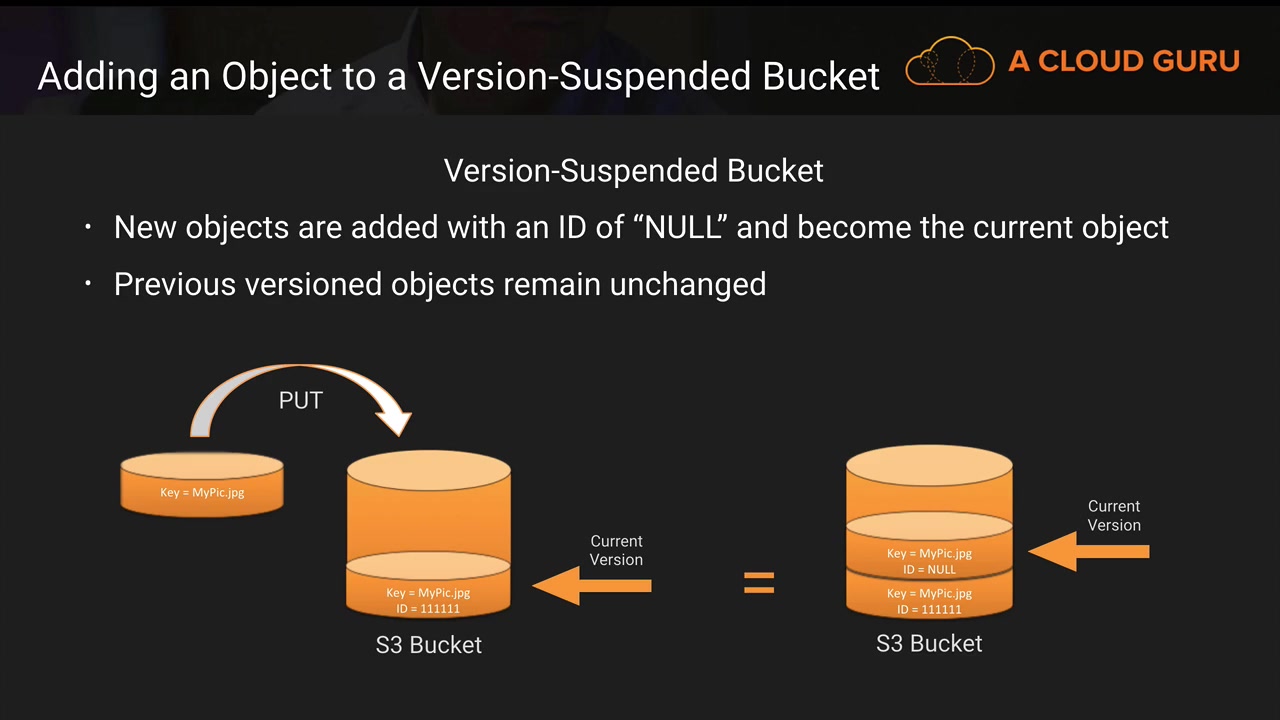 Adding an Object to a Version-Suspended Bucket
A CLOUD GURU
Version-Suspended Bucket
· New objects are added with an ID of “NULL” and become the current object
· Previous versioned objects remain unchanged
PUT
Key = MyPic.jpg
Current
Version
Key = MyPic.jpg
ID = 111111
S3 Bucket
=
Current
Version
Key = MyPic.jpg
ID = NULL
Key = MyPic.jpg
ID = 111111
S3 Bucket